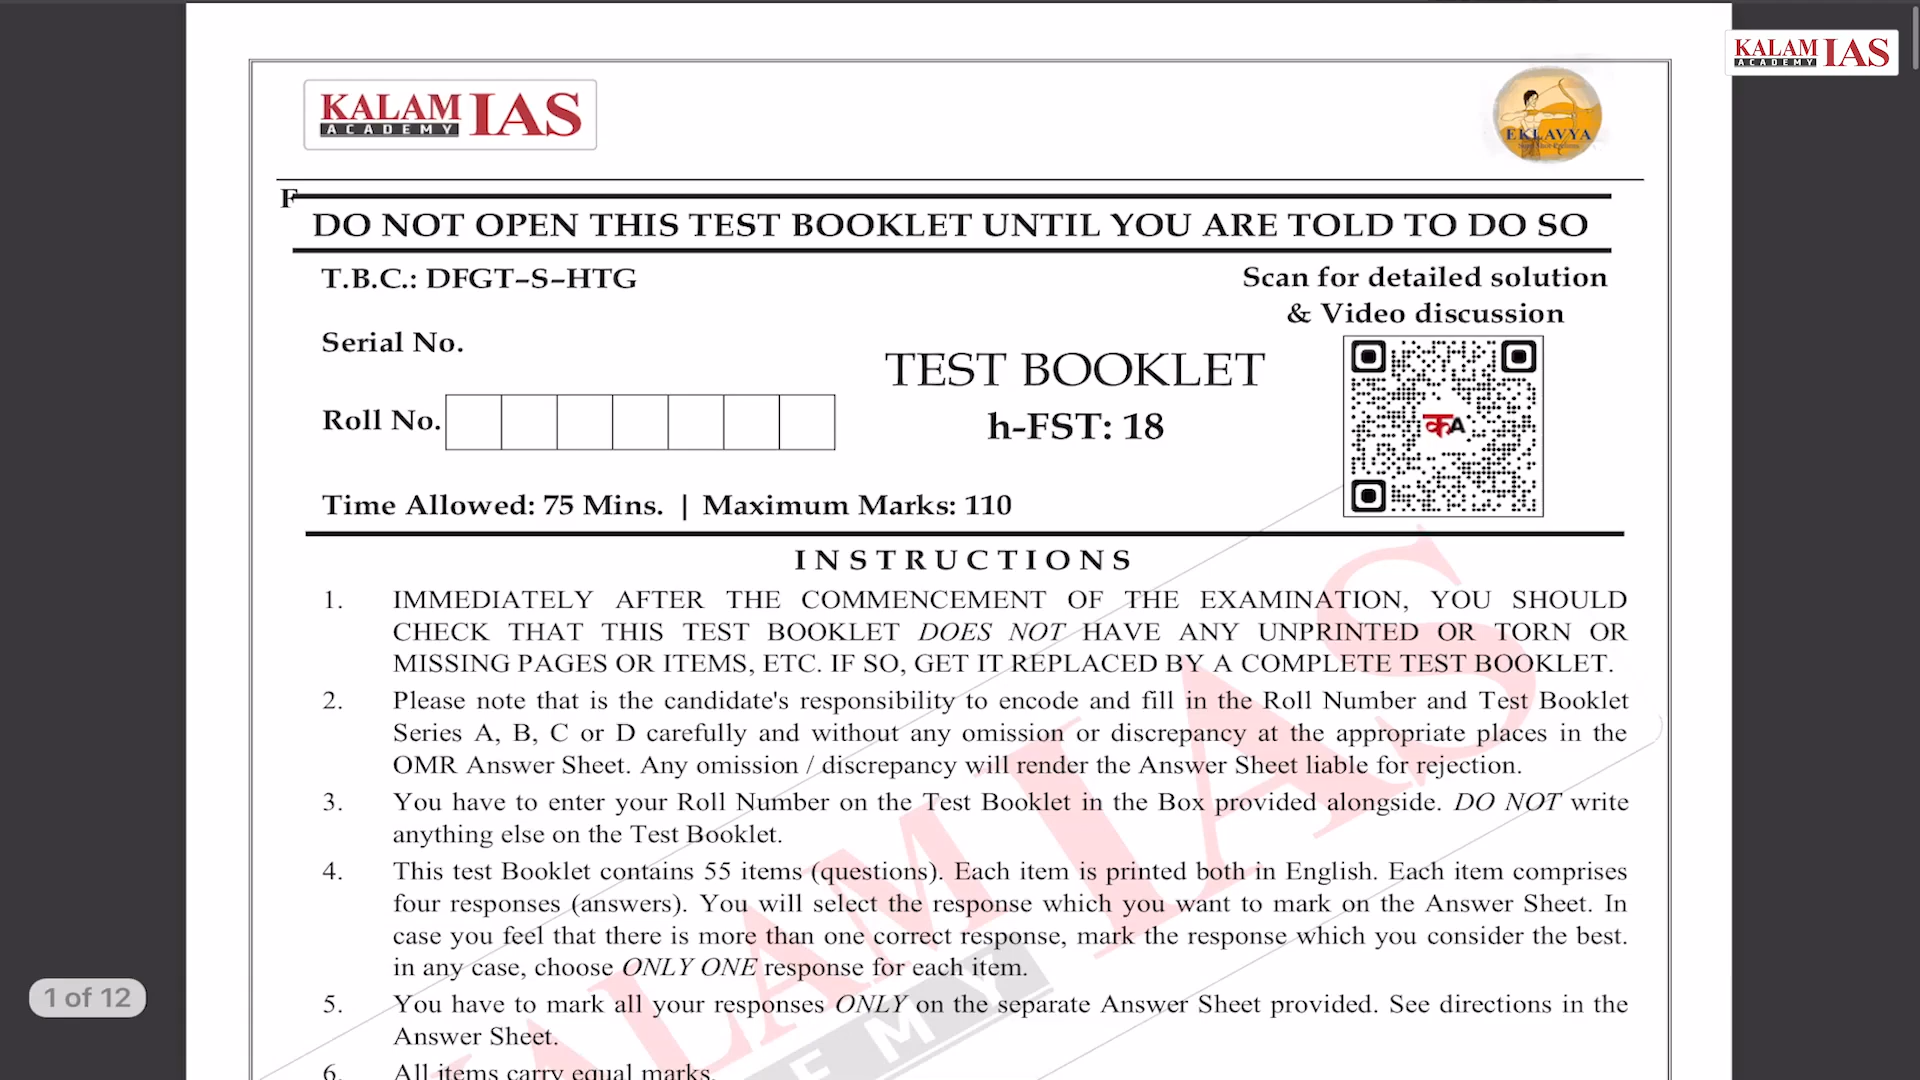 KALAM IAS
ACADEMY
KALAM IAS
ACADEMY
EKLAVYA
F
DO NOT OPEN THIS TEST BOOKLET UNTIL YOU ARE TOLD TO DO SO
T.B.C.: DFGT–S–HTG
Scan for detailed solution
& Video discussion
Serial No.
TEST BOOKLET
h-FST: 18
Roll No.
कA
Time Allowed: 75 Mins. | Maximum Marks: 110
INSTRUCTIONS
1. IMMEDIATELY AFTER THE COMMENCEMENT OF THE EXAMINATION, YOU SHOULD
CHECK THAT THIS TEST BOOKLET DOES NOT HAVE ANY UNPRINTED OR TORN OR
MISSING PAGES OR ITEMS, ETC. IF SO, GET IT REPLACED BY A COMPLETE TEST BOOKLET.
2. Please note that is the candidate's responsibility to encode and fill in the Roll Number and Test Booklet
Series A, B, C or D carefully and without any omission or discrepancy at the appropriate places in the
OMR Answer Sheet. Any omission / discrepancy will render the Answer Sheet liable for rejection.
3. You have to enter your Roll Number on the Test Booklet in the Box provided alongside. DO NOT write
anything else on the Test Booklet.
4. This test Booklet contains 55 items (questions). Each item is printed both in English. Each item comprises
four responses (answers). You will select the response which you want to mark on the Answer Sheet. In
case you feel that there is more than one correct response, mark the response which you consider the best.
in any case, choose ONLY ONE response for each item.
5. You have to mark all your responses ONLY on the separate Answer Sheet provided. See directions in the
Answer Sheet.
6. All items carry equal marks.
1 of 12